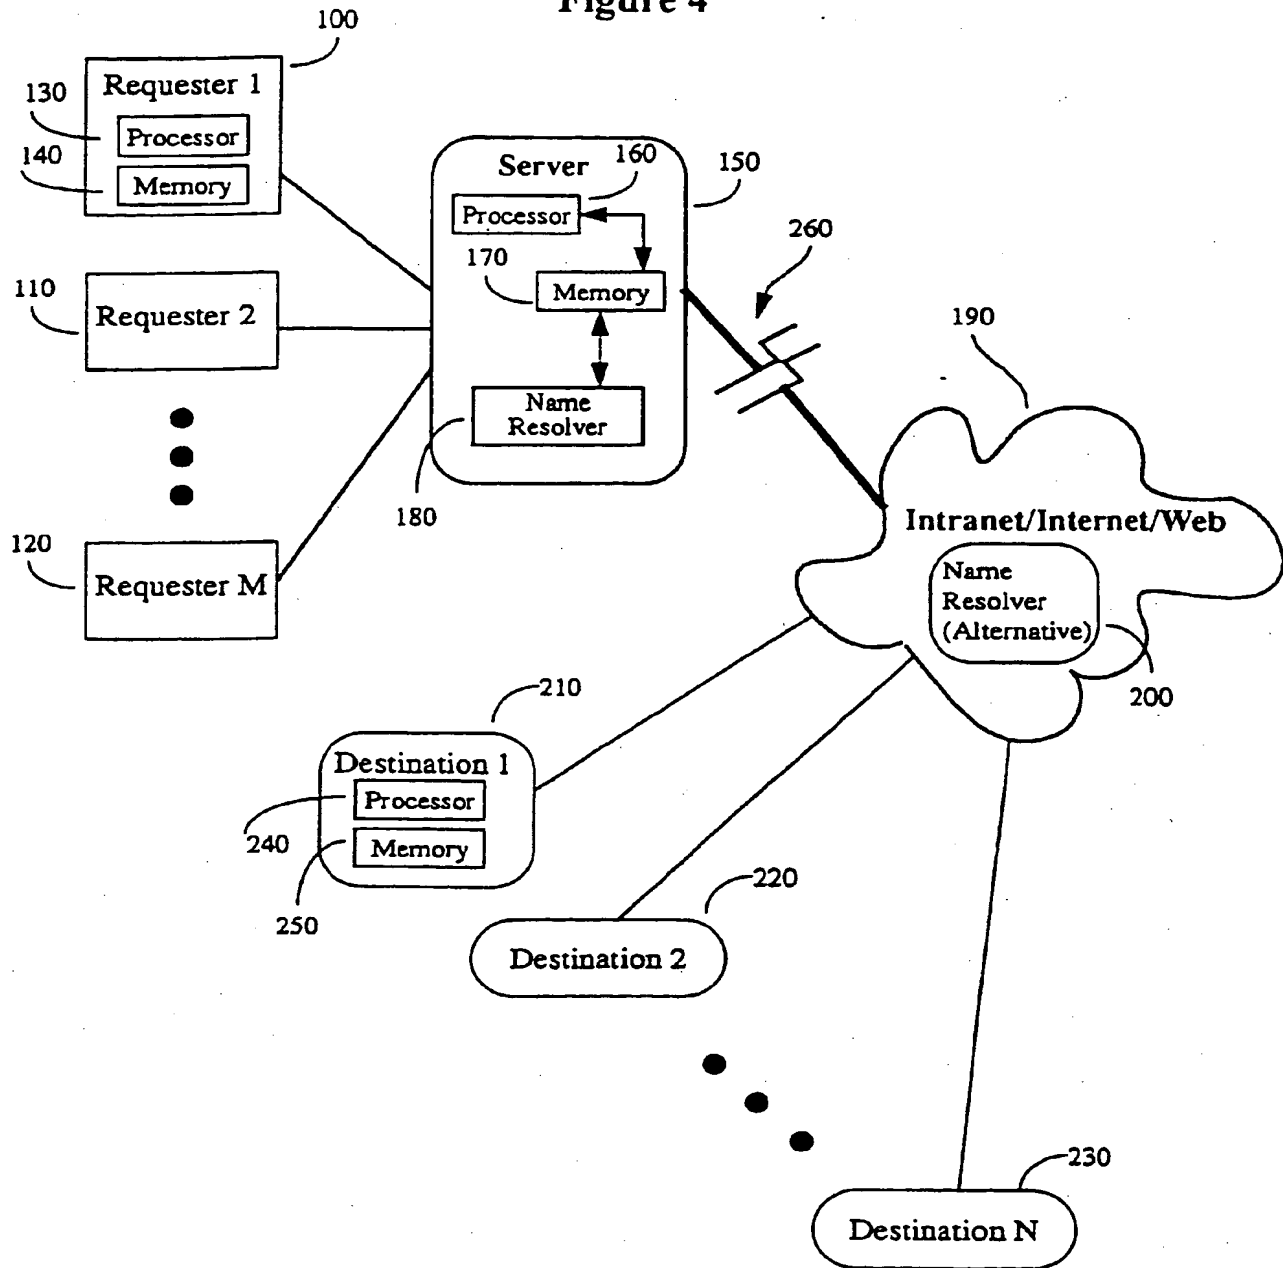 Figure 4
100
Requester 1
130
Processor
140
Memory
110
Requester 2
120
Requester M
Server
160
150
Processor
170
Memory
Name
Resolver
180
260
190
Intranet/Internet/Web
Name
Resolver
(Alternative)
200
210
Destination 1
Processor
240
Memory
250
220
Destination 2
230
Destination N